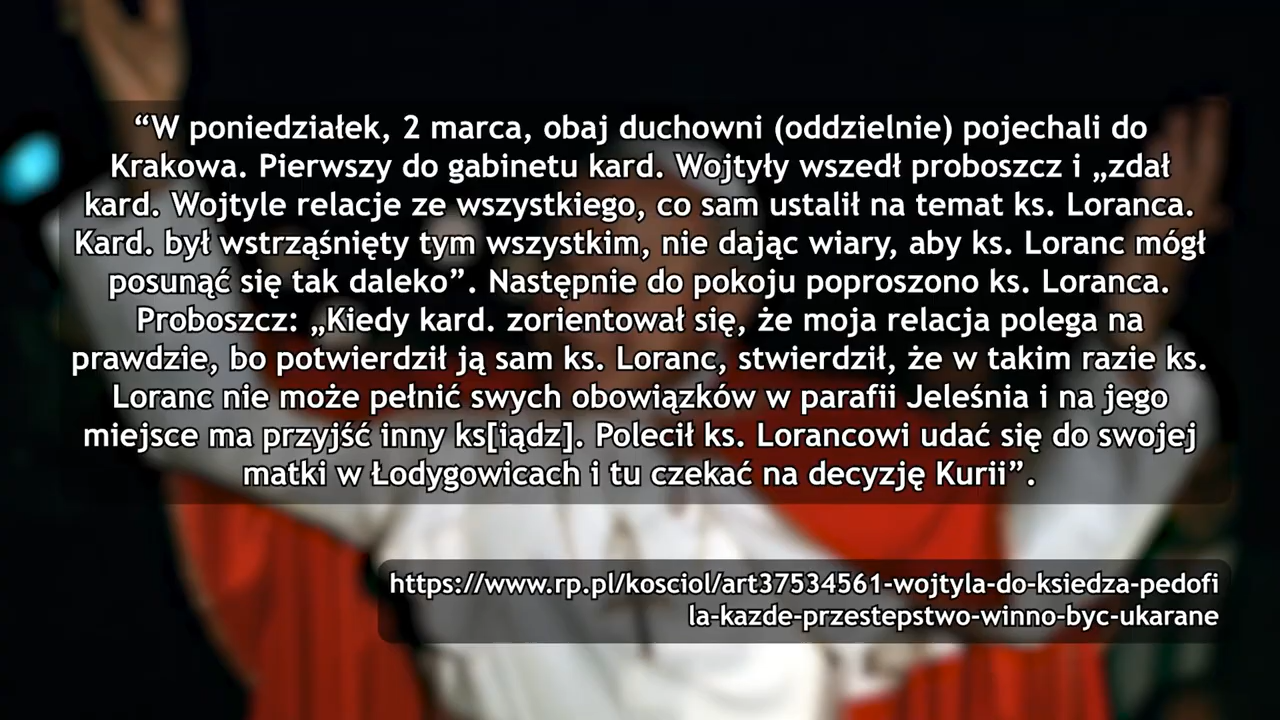 “W poniedziałek, 2 marca, obaj duchowni (oddzielnie) pojechali do
Krakowa. Pierwszy do gabinetu kard. Wojtyły wszedł proboszcz i „zdał
kard. Wojtyle relacje ze wszystkiego, co sam ustalił na temat ks. Loranca.
Kard. był wstrząśnięty tym wszystkim, nie dając wiary, aby ks. Loranc mógł
posunąć się tak daleko”. Następnie do pokoju poproszono ks. Loranca.
Proboszcz: „Kiedy kard. zorientował się, że moja relacja polega na
prawdzie, bo potwierdził ją sam ks. Loranc, stwierdził, że w takim razie ks.
Loranc nie może pełnić swych obowiązków w parafii Jeleśnia i na jego
miejsce ma przyjść inny ks[iądz]. Polecił ks. Lorancowi udać się do swojej
matki w Łodygowicach i tu czekać na decyzję Kurii”.
https://www.rp.pl/kosciol/art37534561-wojtyla-do-ksiedza-pedofi
la-kazde-przestepstwo-winno-byc-ukarane